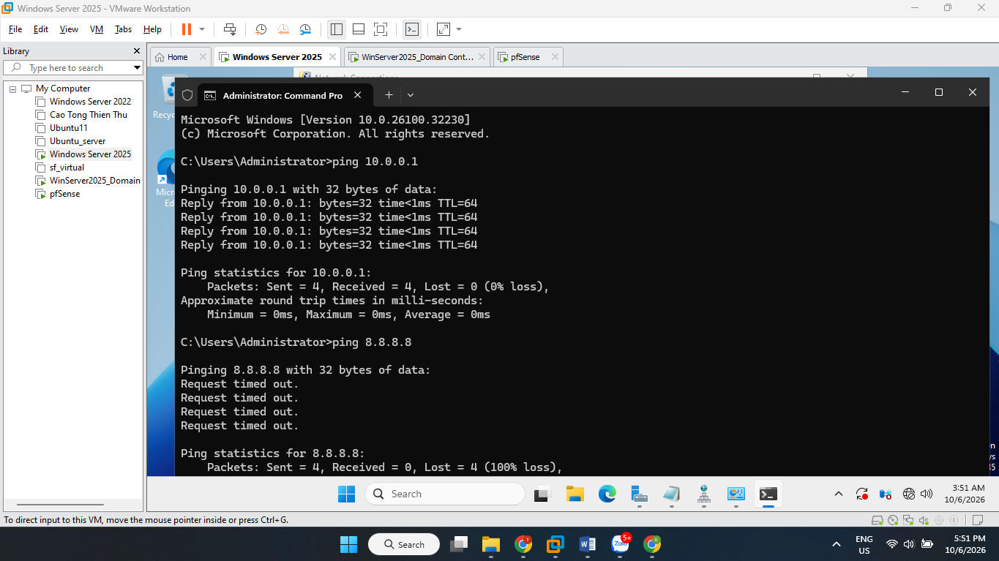 Windows Server 2025 - VMware Workstation
File Edit View VM Tabs Help
Library
Type here to search
My Computer
Windows Server 2022
Cao Tong Thien Thu
Ubuntu11
Ubuntu_server
Windows Server 2025
sf_virtual
WinServer2025_Domain
pfSense
Home
Windows Server 2025
WinServer2025_Domain Cont...
pfSense
Network Connections
Recyc
Micr
Ed
Administrator: Command Pro
Microsoft Windows [Version 10.0.26100.32230]
(c) Microsoft Corporation. All rights reserved.
C:\Users\Administrator>ping 10.0.0.1
Pinging 10.0.0.1 with 32 bytes of data:
Reply from 10.0.0.1: bytes=32 time<1ms TTL=64
Reply from 10.0.0.1: bytes=32 time<1ms TTL=64
Reply from 10.0.0.1: bytes=32 time<1ms TTL=64
Reply from 10.0.0.1: bytes=32 time<1ms TTL=64
Ping statistics for 10.0.0.1:
Packets: Sent = 4, Received = 4, Lost = 0 (0% loss),
Approximate round trip times in milli-seconds:
Minimum = 0ms, Maximum = 0ms, Average = 0ms
C:\Users\Administrator>ping 8.8.8.8
Pinging 8.8.8.8 with 32 bytes of data:
Request timed out.
Request timed out.
Request timed out.
Request timed out.
Ping statistics for 8.8.8.8:
Packets: Sent = 4, Received = 0, Lost = 4 (100% loss),
Search
3:51 AM
10/6/2026
To direct input to this VM, move the mouse pointer inside or press Ctrl+G.
Search
Zalo
5+
ENG
US
5:51 PM
10/6/2026